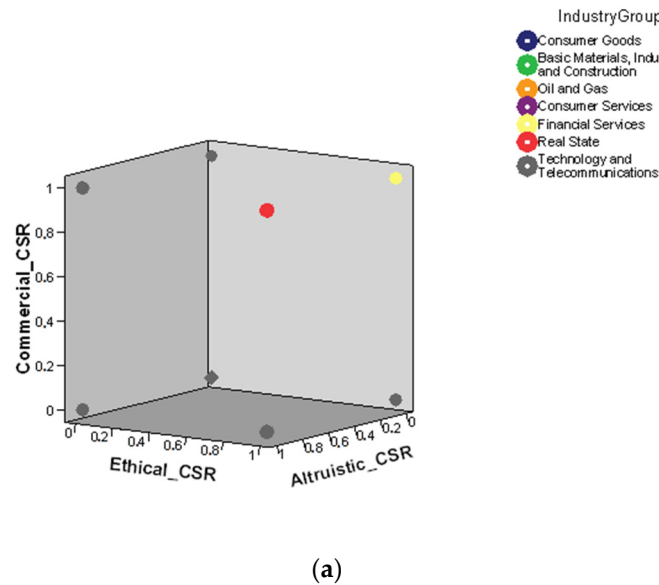 IndustryGroup
Consumer Goods
Basic Materials, Indu
and Construction
Oil and Gas
Consumer Services
Financial Services
Real State
Technology and
Telecommunications
Commercial_CSR
1
0,8
0,6
0,4
0,2
0
0 0,2 0,4 0,6 0,8 1
Ethical_CSR
1 0,8 0,6 0,4 0,2 0
Altruistic_CSR
(a)